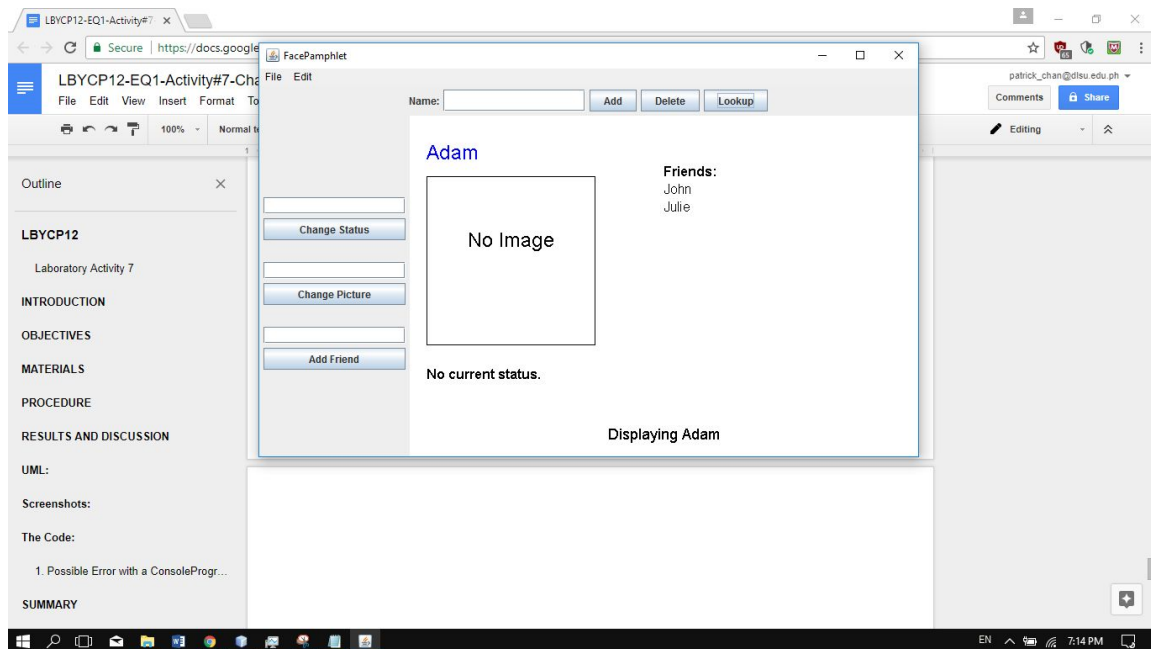 LBYCP12-EQ1-Activity#7-
Secure | https://docs.google
FacePamphlet
LBYCP12-EQ1-Activity#7-Cha
File Edit
patrick_chan@dlsu.edu.ph
File Edit View Insert Format To
Name: Add Delete Lookup
Comments Share
100% Normal te
Editing
Outline
Adam
Friends:
John
Julie
LBYCP12
Change Status
No Image
Laboratory Activity 7
INTRODUCTION
Change Picture
OBJECTIVES
Add Friend
MATERIALS
No current status.
PROCEDURE
RESULTS AND DISCUSSION
Displaying Adam
UML:
Screenshots:
The Code:
1. Possible Error with a ConsoleProgr...
SUMMARY
EN 7:14 PM